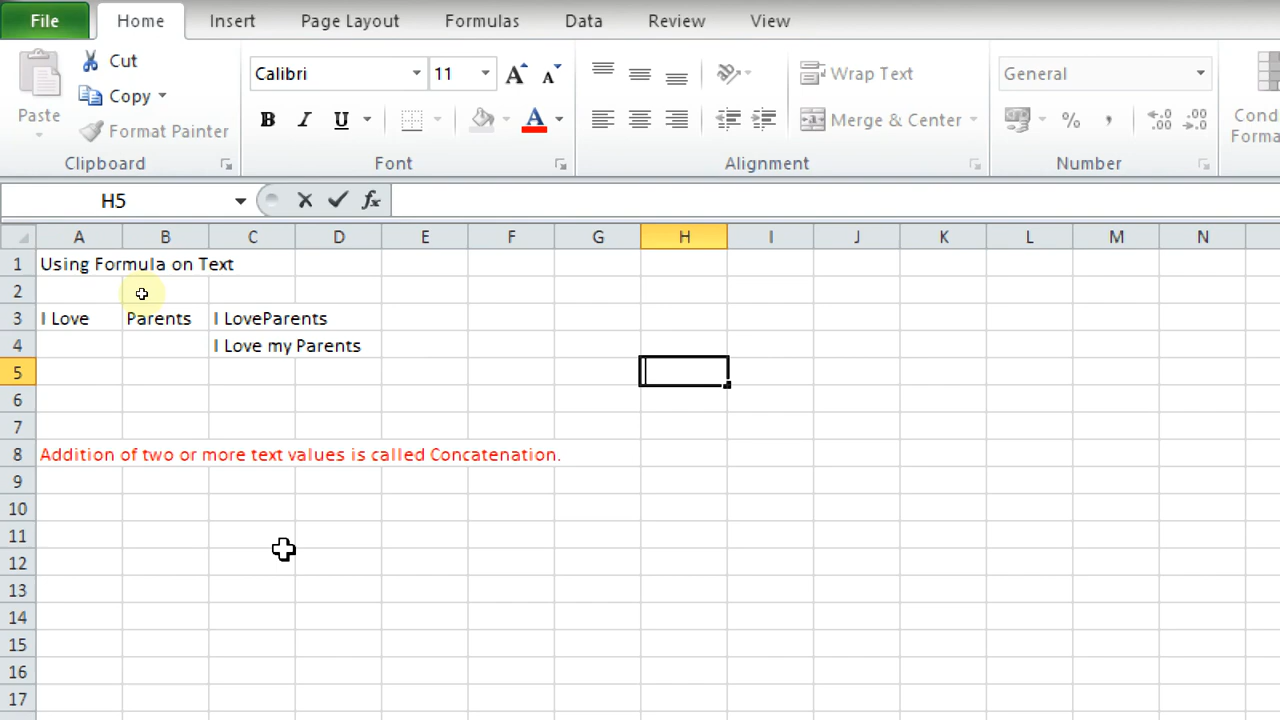 File Home Insert Page Layout Formulas Data Review View
Cut
Copy
Format Painter
Paste
Clipboard
Calibri 11
A A
B I U A
Font
Wrap Text
Merge & Center
Alignment
General
% , .00 .00
Number
Cond
Forma
H5 fx
A B C D E F G H I J K L M N
1 Using Formula on Text
2
3 I Love Parents I LoveParents
4 I Love my Parents
5
6
7
8 Addition of two or more text values is called Concatenation.
9
10
11
12
13
14
15
16
17